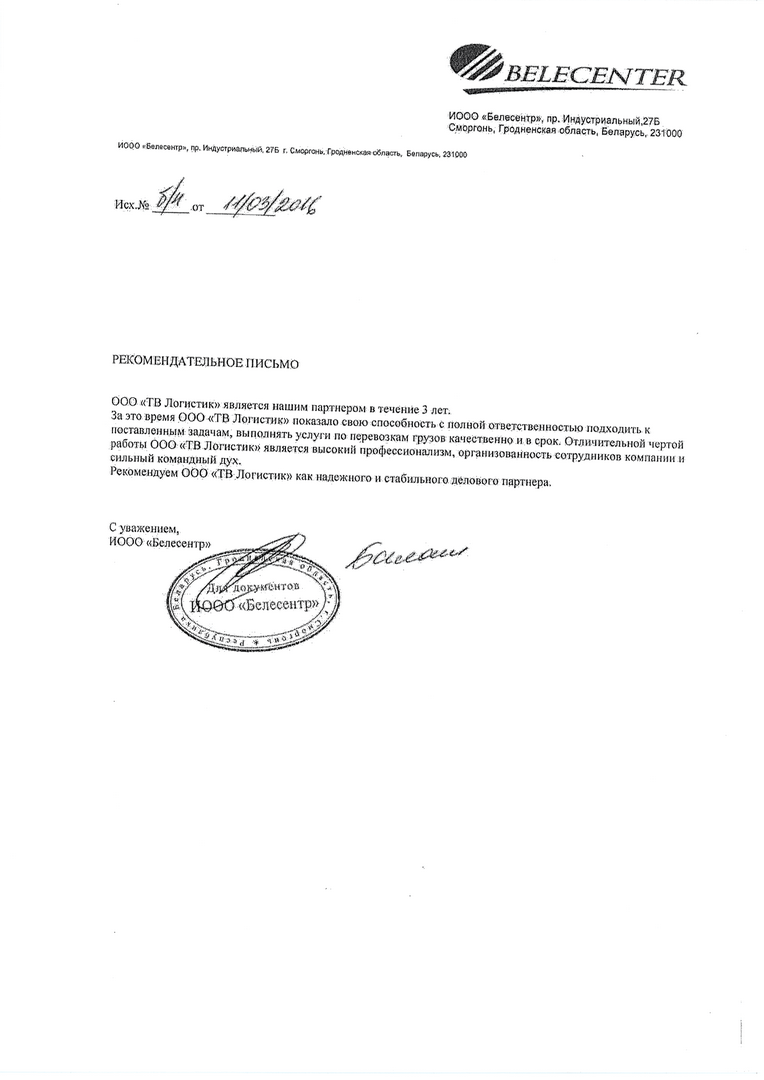 BELECENTER
ИООО «Белесентр», пр. Индустриальный,27Б
Сморгонь, Гродненская область, Беларусь, 231000
ИООО «Белесентр», пр. Индустриальный, 27Б г. Сморгонь, Гродненская область, Беларусь, 231000
Исх.№ б/н от 11/03/2016
РЕКОМЕНДАТЕЛЬНОЕ ПИСЬМО
ООО «ТВ Логистик» является нашим партнером в течение 3 лет.
За это время ООО «ТВ Логистик» показало свою способность с полной ответственностью подходить к
поставленным задачам, выполнять услуги по перевозкам грузов качественно и в срок. Отличительной чертой
работы ООО «ТВ Логистик» является высокий профессионализм, организованность сотрудников компании и
сильный командный дух.
Рекомендуем ООО «ТВ Логистик» как надежного и стабильного делового партнера.
С уважением,
ИООО «Белесентр»
Республика Беларусь, Гродненская область, г. Сморгонь *
Для документов
ИООО «Белесентр»